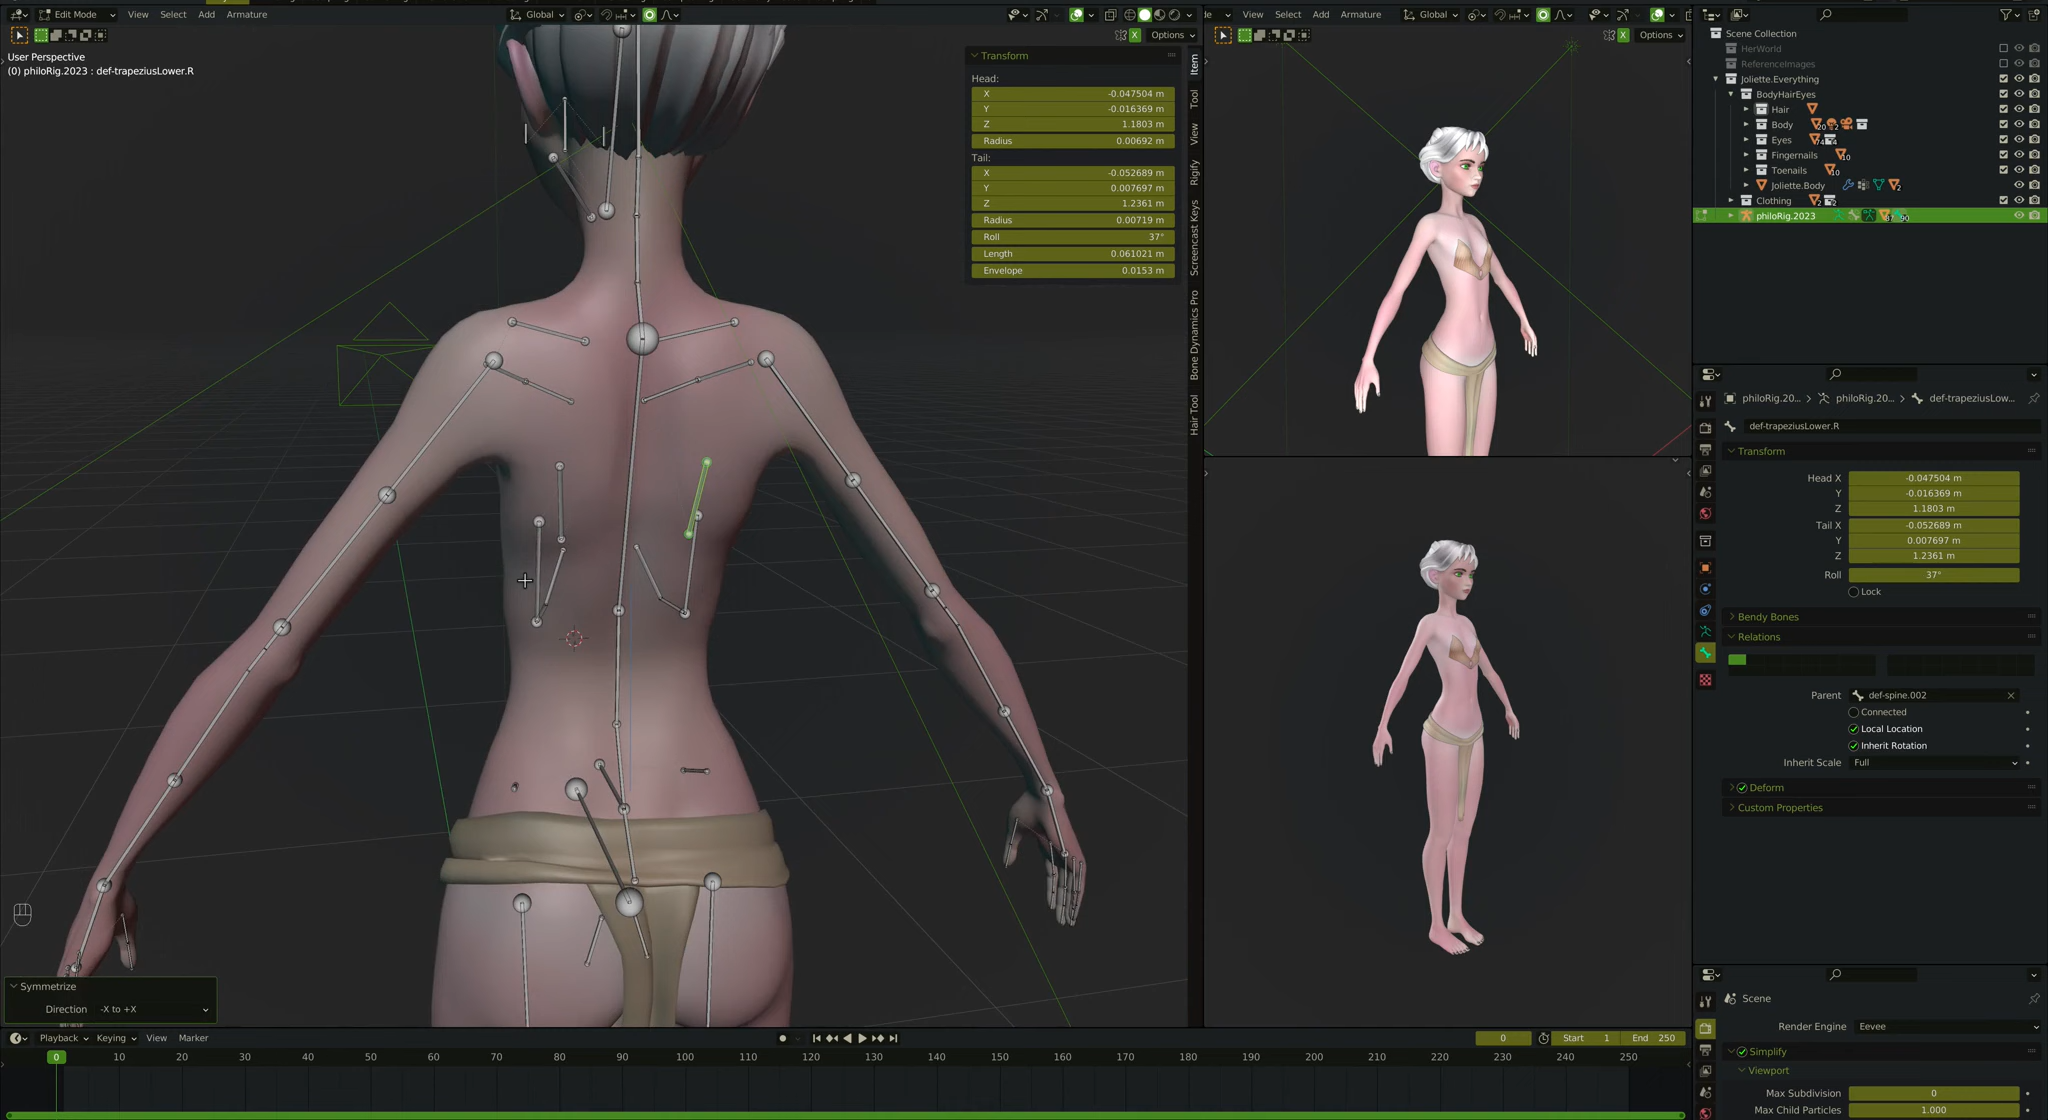 Edit Mode View Select Add Armature Global Options
User Perspective
(0) philoRig.2023 : def-trapeziusLower.R
Transform
Head:
X -0.047504 m
Y -0.016369 m
Z 1.1803 m
Radius 0.00692 m
Tail:
X -0.052689 m
Y 0.007697 m
Z 1.2361 m
Radius 0.00719 m
Roll 37°
Length 0.061021 m
Envelope 0.0153 m
Item
Tool
View
Rigify
Screencast Keys
Bone Dynamics Pro
Hair Tool
Symmetrize
Direction -X to +X
View Select Add Armature Global
Options
Scene Collection
HerWorld
ReferenceImages
Joliette.Everything
BodyHairEyes
Hair
Body
Eyes
Fingernails
Toenails
Joliette.Body
Clothing
philoRig.2023
philoRig.20... philoRig.20... def-trapeziusLow...
def-trapeziusLower.R
Transform
Head X -0.047504 m
Y -0.016369 m
Z 1.1803 m
Tail X -0.052689 m
Y 0.007697 m
Z 1.2361 m
Roll 37°
Lock
Bendy Bones
Relations
Parent def-spine.002
Connected
Local Location
Inherit Rotation
Inherit Scale Full
Deform
Custom Properties
Scene
Render Engine Eevee
Simplify
Viewport
Max Subdivision 0
Max Child Particles 1.000
Playback Keying View Marker 0 Start 1 End 250
0 10 20 30 40 50 60 70 80 90 100 110 120 130 140 150 160 170 180 190 200 210 220 230 240 250